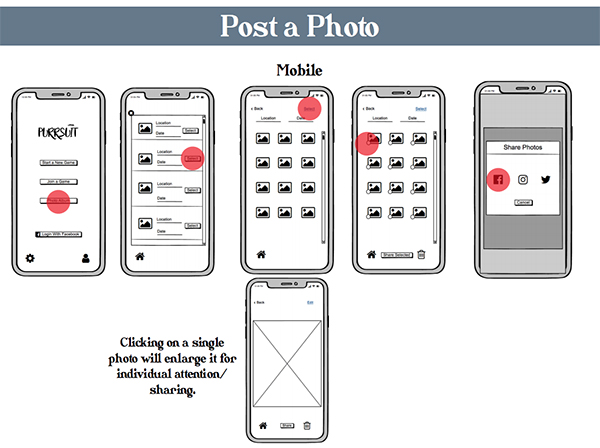 Post a Photo
Mobile
PURRSUIT
Start a New Game
Join a Game
Photo Album
Login With Facebook
Location
Date
Select
Location
Date
Select
Location
Date
Select
Location
Date
Select
< Back
Select
Location
Date
< Back
Select
Location
Date
Share Selected
Share Photos
Cancel
< Back
Edit
Share
Clicking on a single
photo will enlarge it for
individual attention/
sharing.